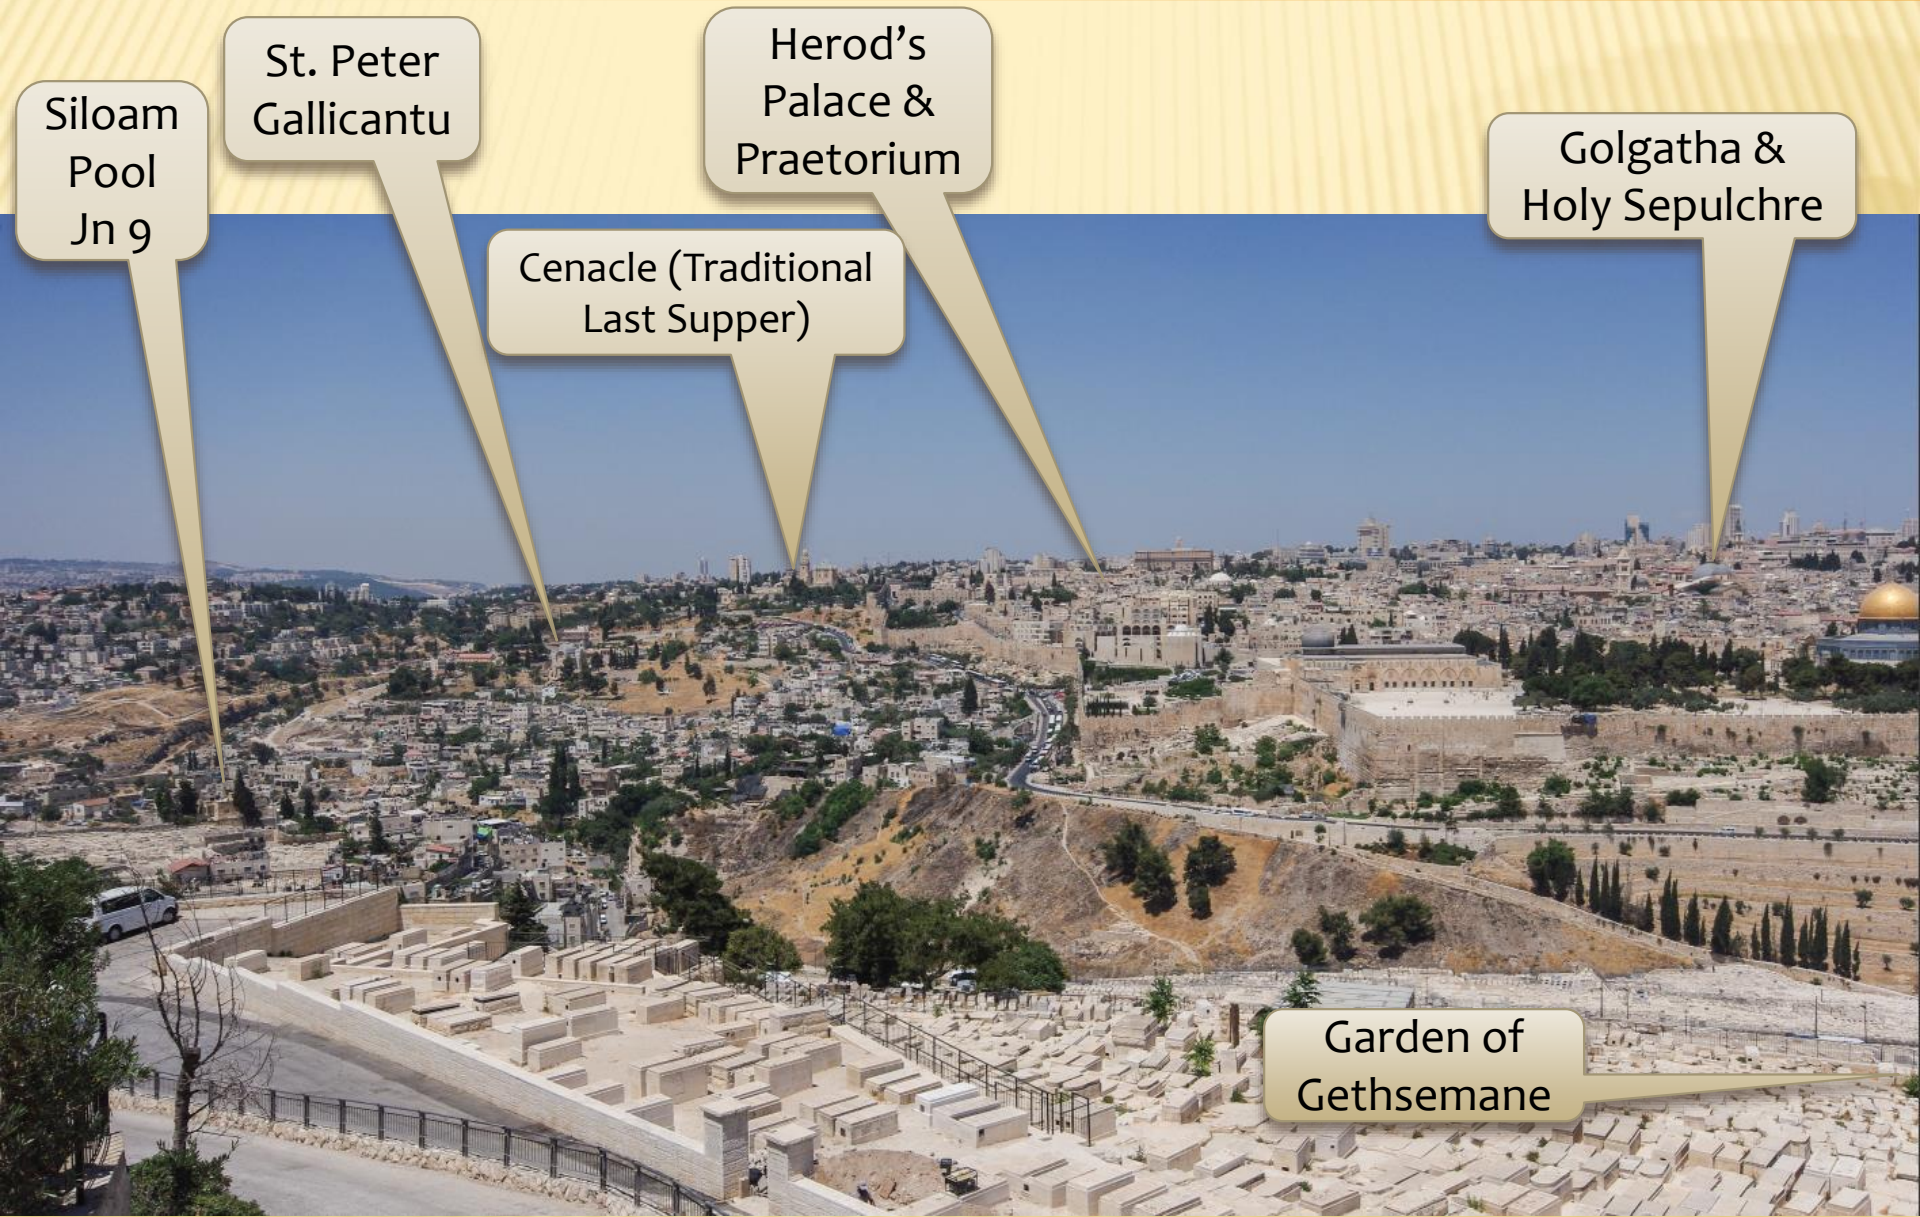 Siloam
Pool
Jn 9
St. Peter
Gallicantu
Cenacle (Traditional
Last Supper)
Herod’s
Palace &
Praetorium
Golgatha &
Holy Sepulchre
Garden of
Gethsemane